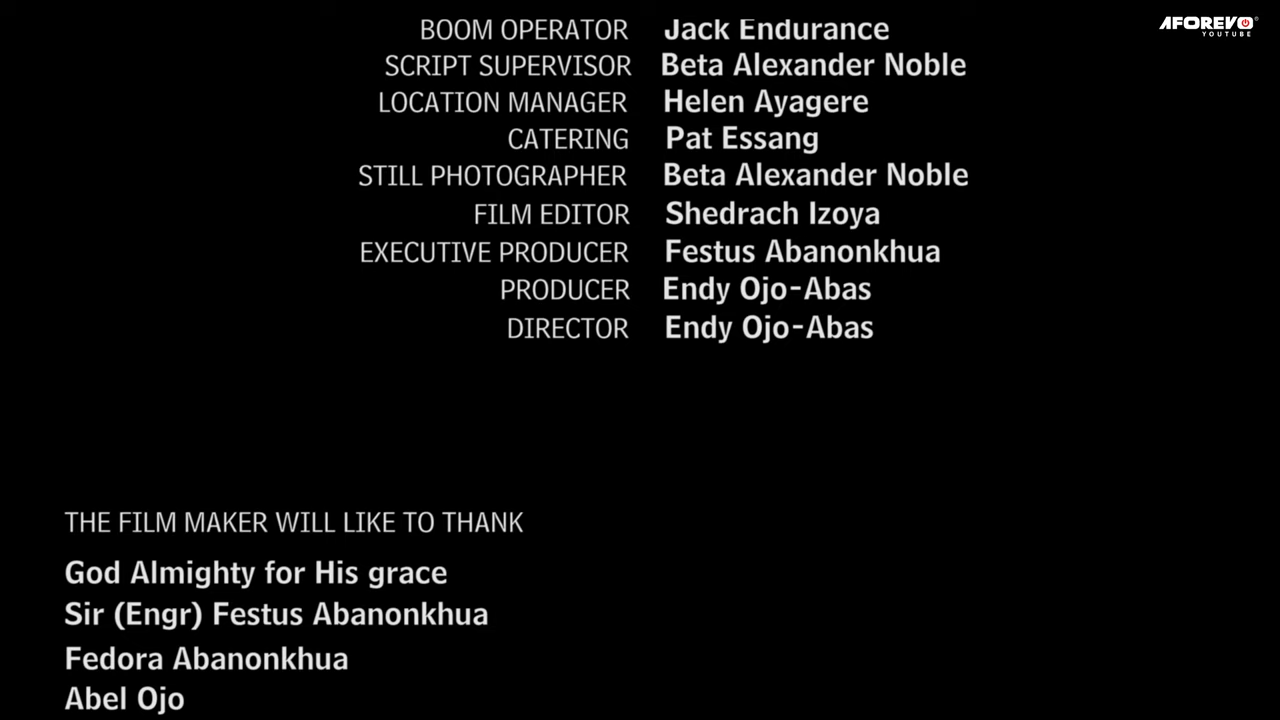 AFOREVO
YOUTUBE
BOOM OPERATOR Jack Endurance
SCRIPT SUPERVISOR Beta Alexander Noble
LOCATION MANAGER Helen Ayagere
CATERING Pat Essang
STILL PHOTOGRAPHER Beta Alexander Noble
FILM EDITOR Shedrach Izoya
EXECUTIVE PRODUCER Festus Abanonkhua
PRODUCER Endy Ojo-Abas
DIRECTOR Endy Ojo-Abas
THE FILM MAKER WILL LIKE TO THANK
God Almighty for His grace
Sir (Engr) Festus Abanonkhua
Fedora Abanonkhua
Abel Ojo